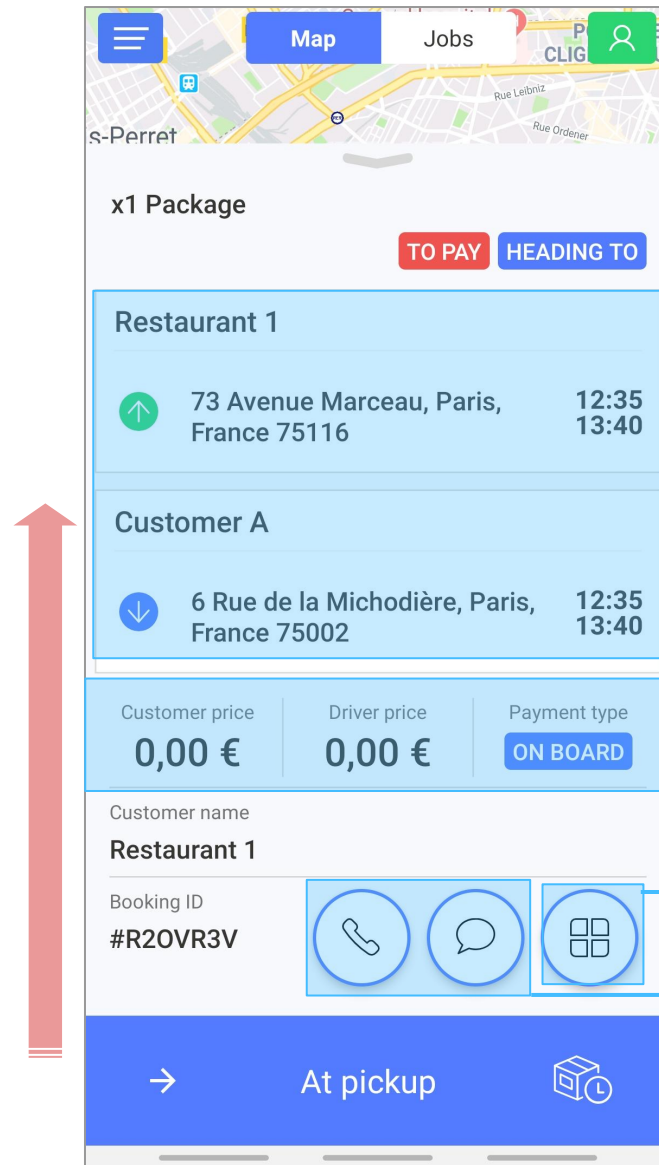 Map
Jobs
CLIG
Rue Leibniz
Rue Ordener
s-Perret
x1 Package
TO PAY
HEADING TO
Restaurant 1
73 Avenue Marceau, Paris,
France 75116
12:35
13:40
Customer A
6 Rue de la Michodière, Paris,
France 75002
12:35
13:40
Customer price
Driver price
Payment type
0,00 €
0,00 €
ON BOARD
Customer name
Restaurant 1
Booking ID
#R2OVR3V
At pickup